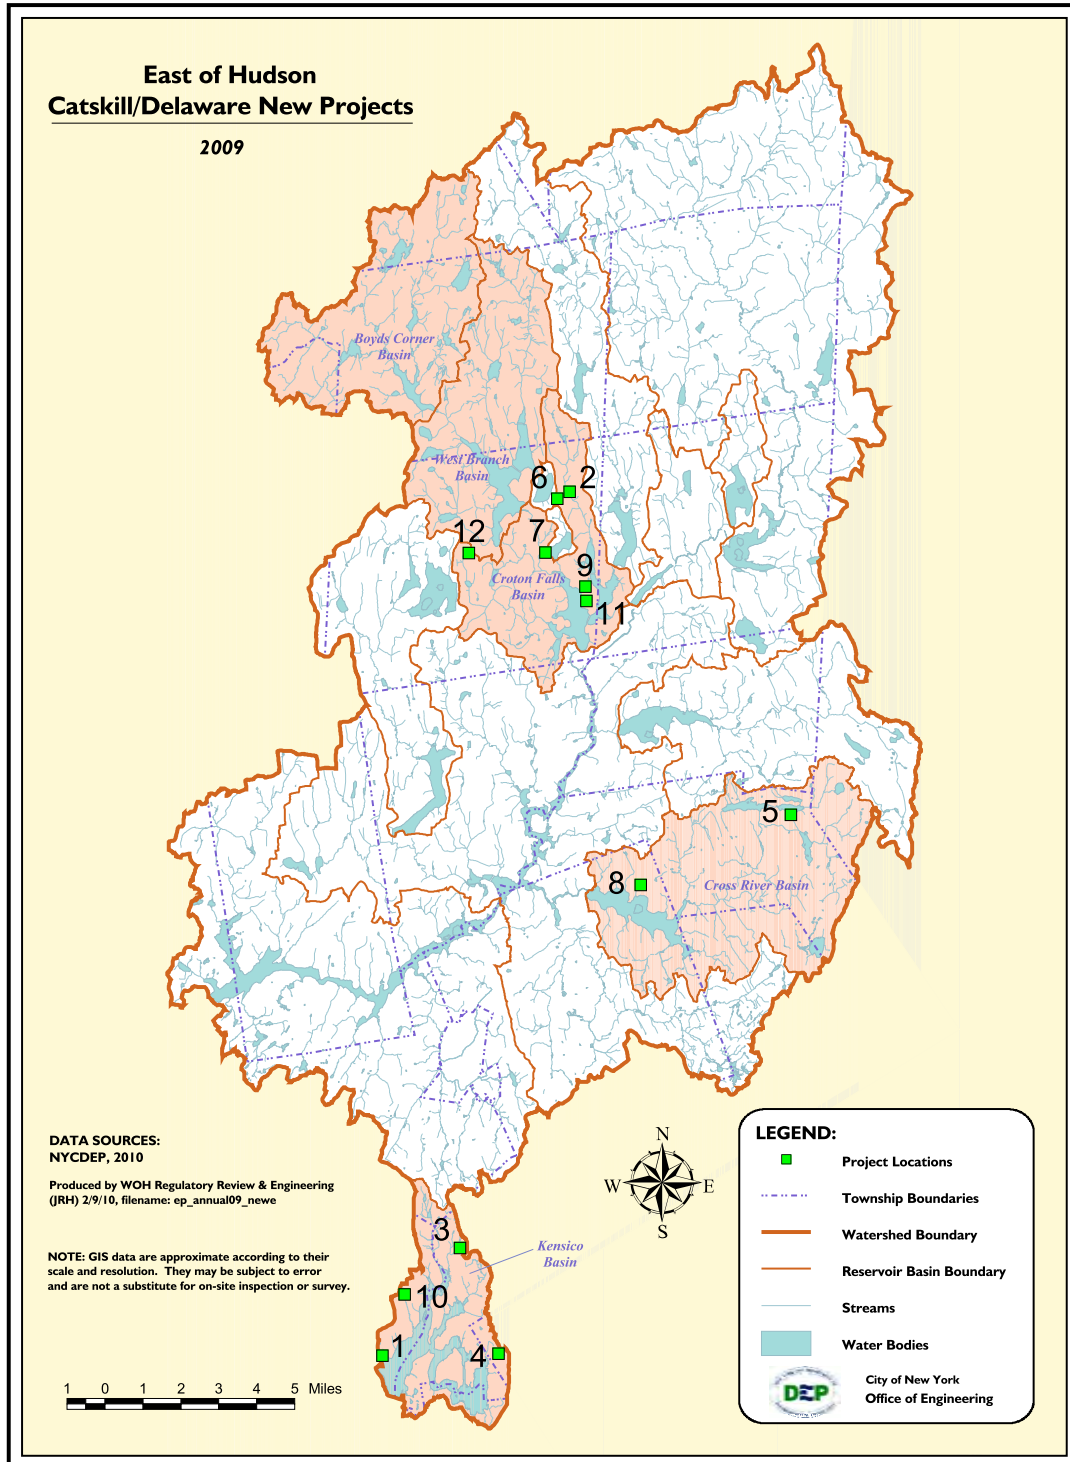 East of Hudson
Catskill/Delaware New Projects
2009
Boyds Corner
Basin
West Branch
Basin
6
2
12
7
9
Croton Falls
Basin
11
5
8
Cross River Basin
DATA SOURCES:
NYCDEP, 2010
Produced by WOH Regulatory Review & Engineering
(JRH) 2/9/10, filename: ep_annual09_newe
NOTE: GIS data are approximate according to their
scale and resolution. They may be subject to error
and are not a substitute for on-site inspection or survey.
N
W
E
S
3
Kensico
Basin
10
1
4
1 0 1 2 3 4 5 Miles
LEGEND:
Project Locations
Township Boundaries
Watershed Boundary
Reservoir Basin Boundary
Streams
Water Bodies
DEP
City of New York
Office of Engineering